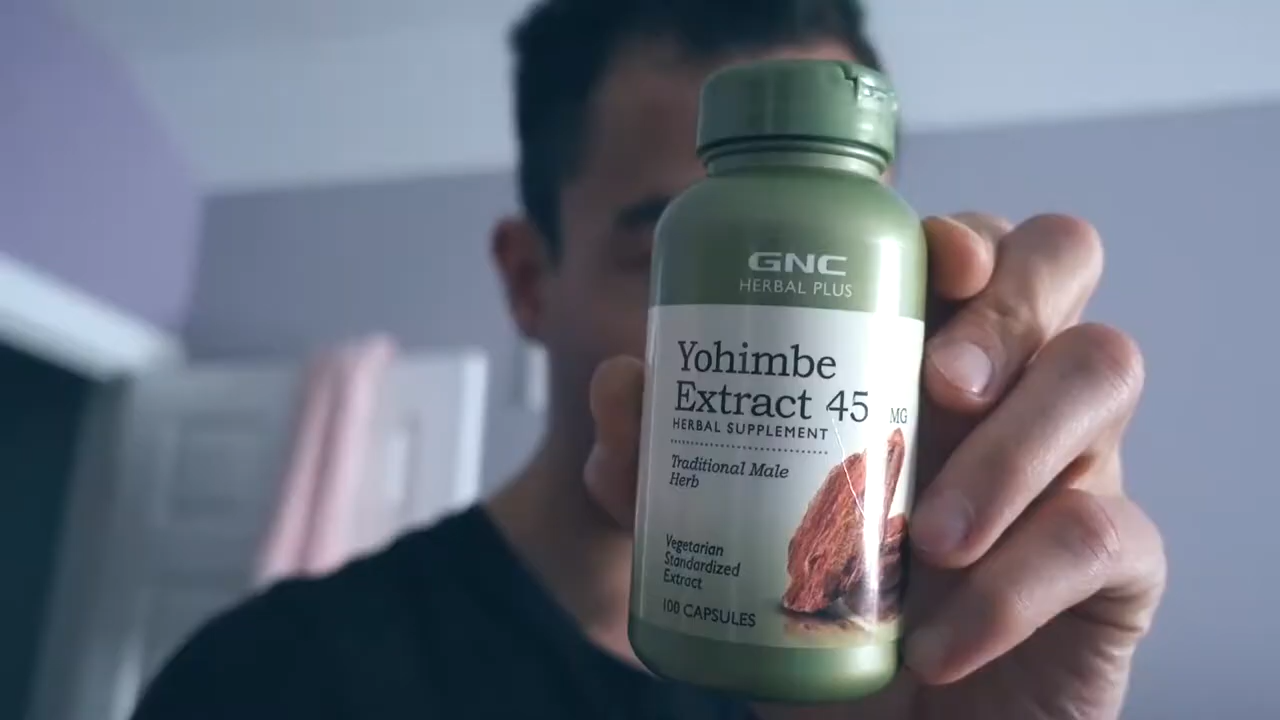 GNC
HERBAL PLUS
Yohimbe
Extract 45 MG
HERBAL SUPPLEMENT
Traditional Male
Herb
Vegetarian
Standardized
Extract
100 CAPSULES